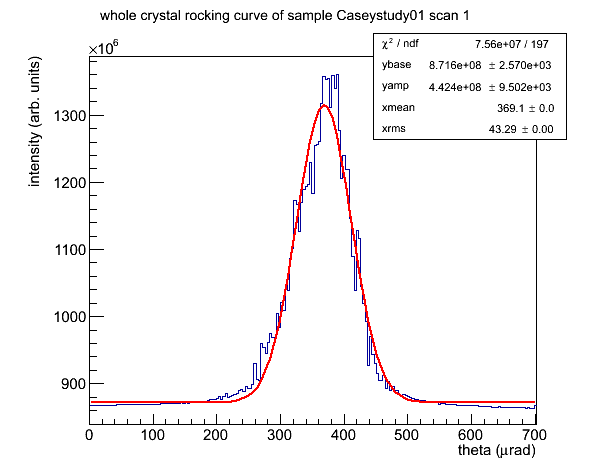 whole crystal rocking curve of sample Caseystudy01 scan 1
×10⁶
χ² / ndf 7.56e+07 / 197
ybase 8.716e+08 ± 2.570e+03
yamp 4.424e+08 ± 9.502e+03
xmean 369.1 ± 0.0
xrms 43.29 ± 0.00
intensity (arb. units)
1300
1200
1100
1000
900
0 100 200 300 400 500 600 700
theta (μrad)